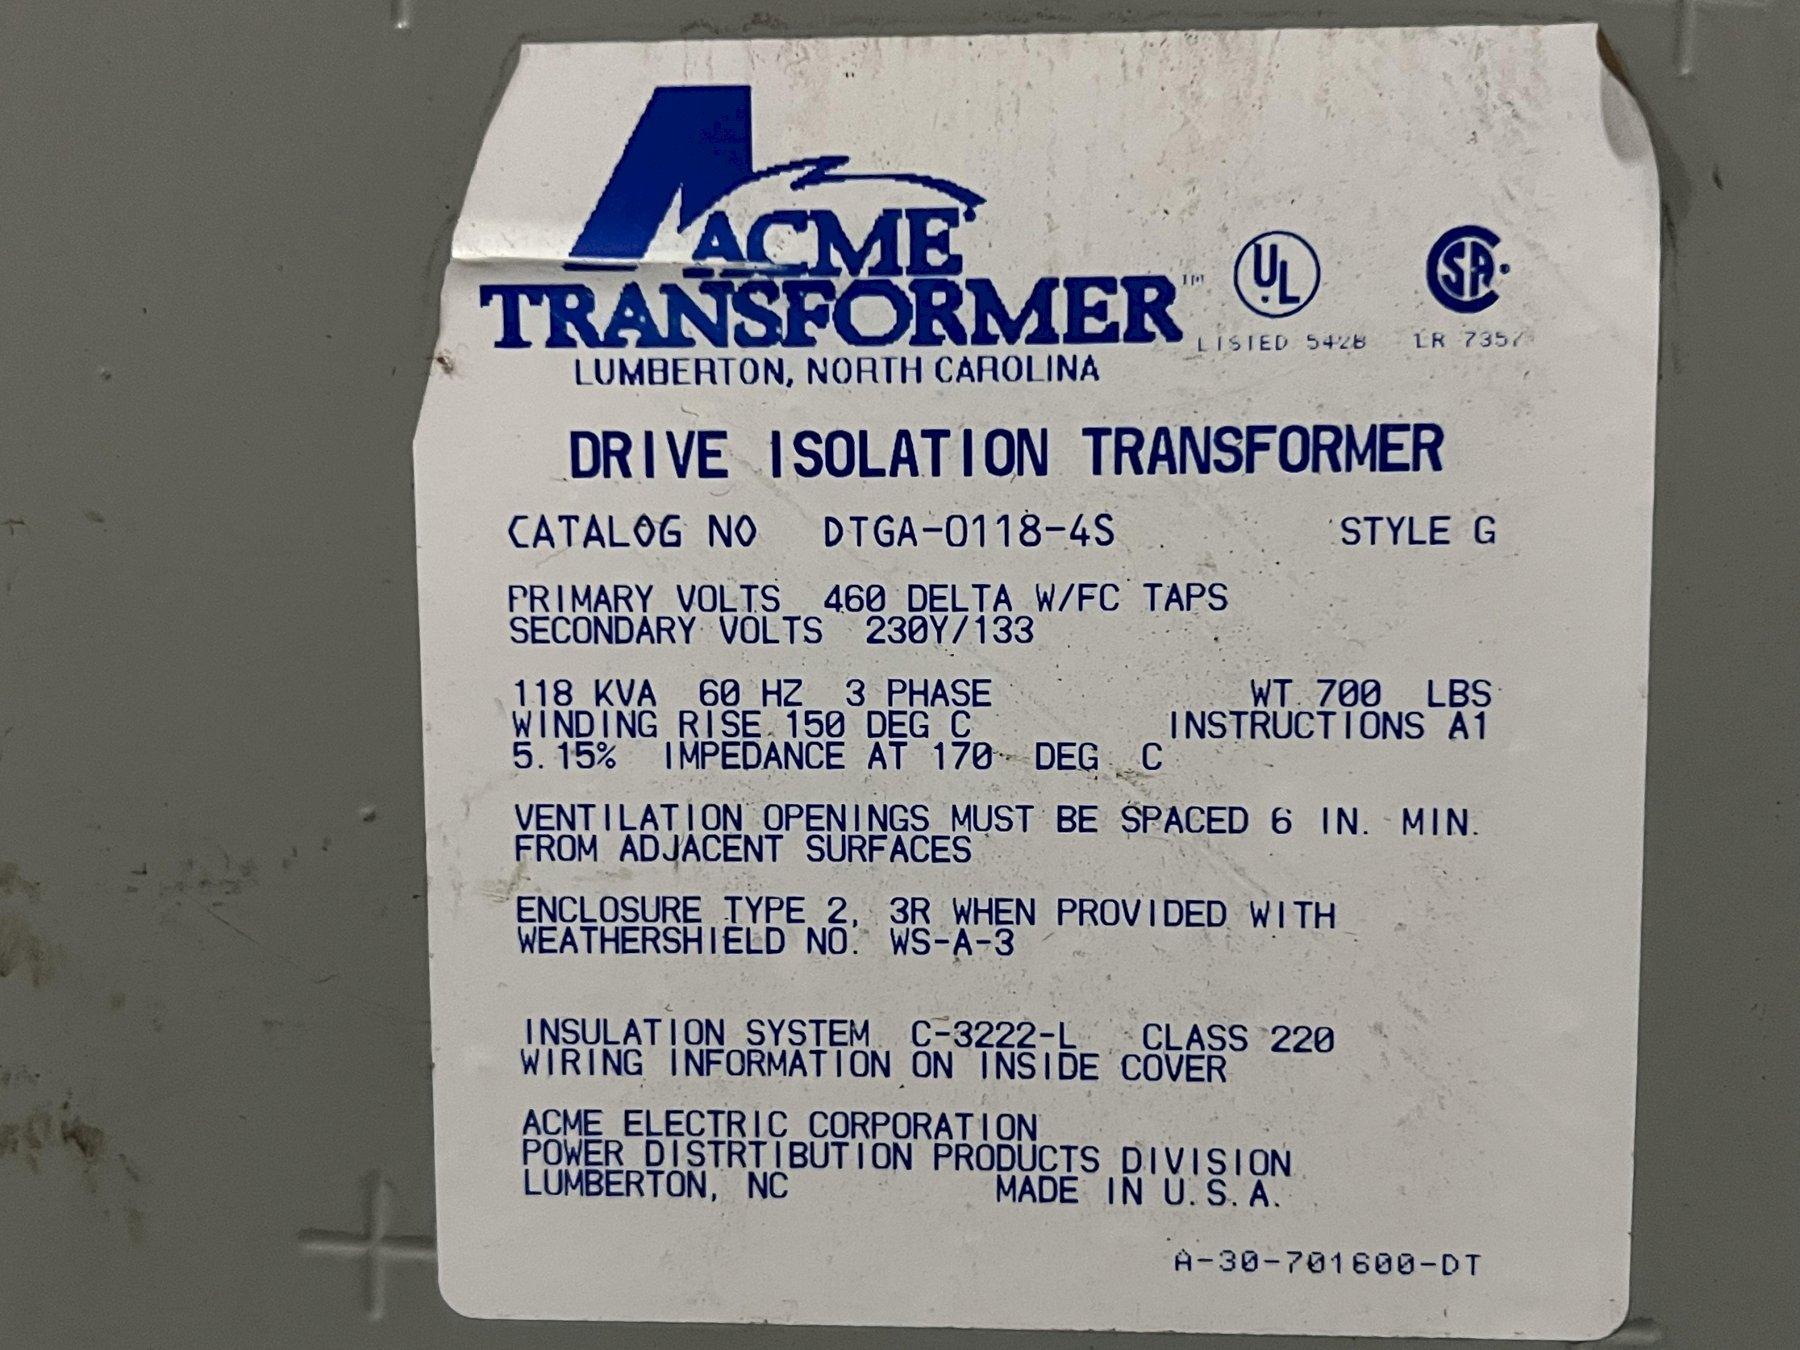 ACME
TRANSFORMER™
LUMBERTON, NORTH CAROLINA
UL
LISTED 542B
SA
LR 7357
DRIVE ISOLATION TRANSFORMER
CATALOG NO DTGA-0118-4S STYLE G
PRIMARY VOLTS 460 DELTA W/FC TAPS
SECONDARY VOLTS 230Y/133
118 KVA 60 HZ 3 PHASE WT 700 LBS
WINDING RISE 150 DEG C INSTRUCTIONS A1
5.15% IMPEDANCE AT 170 DEG C
VENTILATION OPENINGS MUST BE SPACED 6 IN. MIN.
FROM ADJACENT SURFACES
ENCLOSURE TYPE 2, 3R WHEN PROVIDED WITH
WEATHERSHIELD NO. WS-A-3
INSULATION SYSTEM C-3222-L CLASS 220
WIRING INFORMATION ON INSIDE COVER
ACME ELECTRIC CORPORATION
POWER DISTRTIBUTION PRODUCTS DIVISION
LUMBERTON, NC MADE IN U.S.A.
A-30-701600-DT